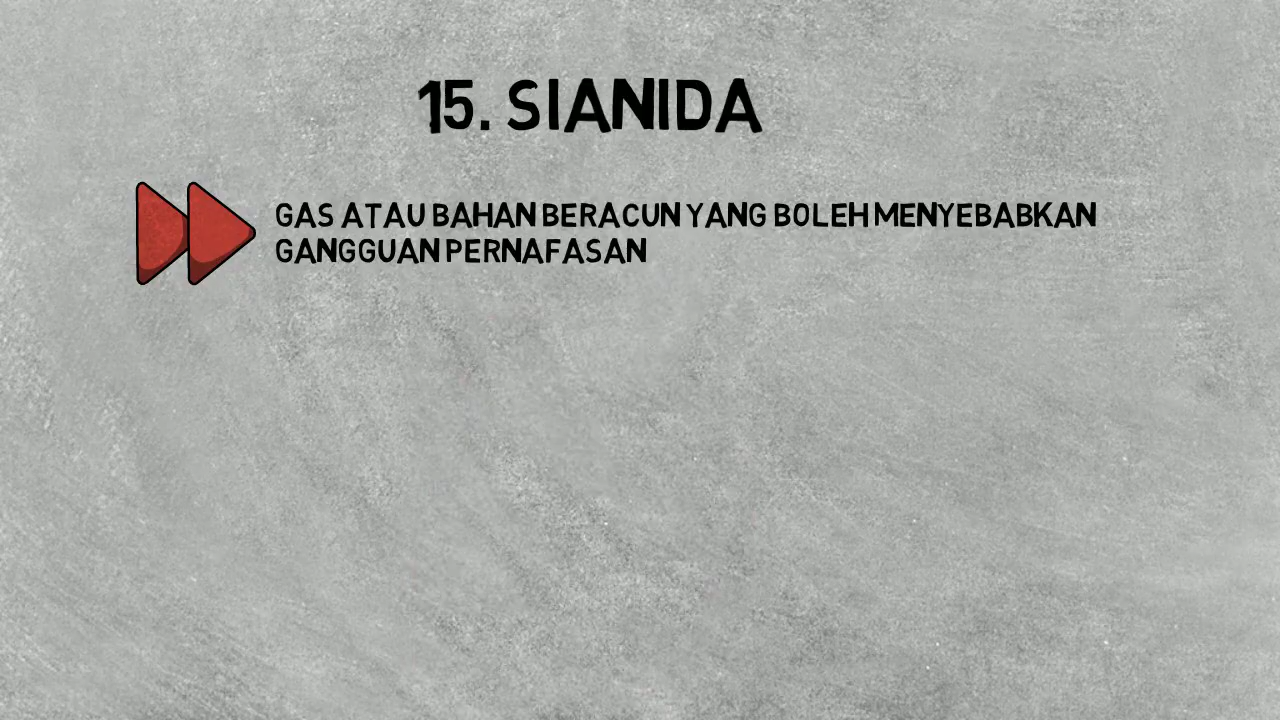 15. SIANIDA
GAS ATAU BAHAN BERACUN YANG BOLEH MENYEBABKAN
GANGGUAN PERNAFASAN